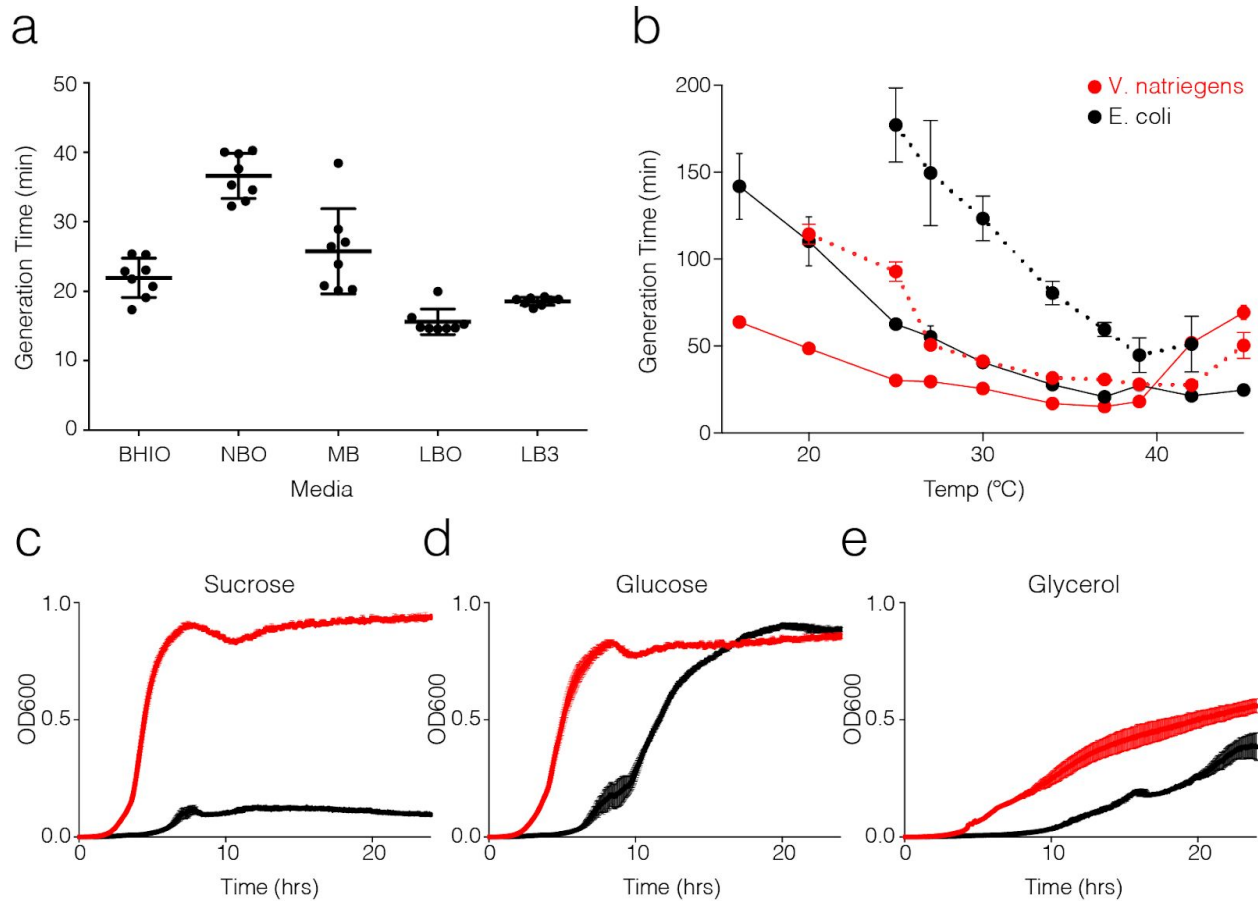 a
50
40
30
20
10
0
Generation Time (min)
BHIO NBO MB LBO LB3
Media
b
200
150
100
50
0
Generation Time (min)
V. natriegens
E. coli
20 40
Temp (ºC)
c
Sucrose
1.0
0.5
0.0
OD600
0 10 20
Time (hrs)
d
Glucose
1.0
0.5
0.0
OD600
0 10 20
Time (hrs)
e
Glycerol
1.0
0.5
0.0
OD600
0 10 20
Time (hrs)